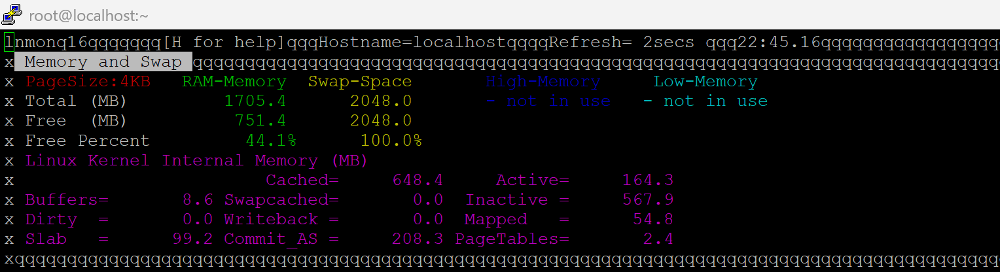 root@localhost:~
lnmonq16qqqqqqq[H for help]qqqHostname=localhostqqqqRefresh= 2secs qqq22:45.16qqqqqqqqqqqqqqqqq
x Memory and Swap qqqqqqqqqqqqqqqqqqqqqqqqqqqqqqqqqqqqqqqqqqqqqqqqqqqqqqqqqqqqqqqqqqqqqqqqqqqqq
x PageSize:4KB   RAM-Memory  Swap-Space       High-Memory     Low-Memory
x Total (MB)         1705.4      2048.0       - not in use   - not in use
x Free  (MB)          751.4      2048.0
x Free Percent         44.1%      100.0%
x Linux Kernel Internal Memory (MB)
x                        Cached=     648.4     Active=     164.3
x Buffers=       8.6 Swapcached=       0.0  Inactive =     567.9
x Dirty  =       0.0 Writeback =       0.0  Mapped   =      54.8
x Slab   =      99.2 Commit_AS =     208.3 PageTables=       2.4
xqqqqqqqqqqqqqqqqqqqqqqqqqqqqqqqqqqqqqqqqqqqqqqqqqqqqqqqqqqqqqqqqqqqqqqqqqqqqqqqqqqqqqqqqqqqqqq